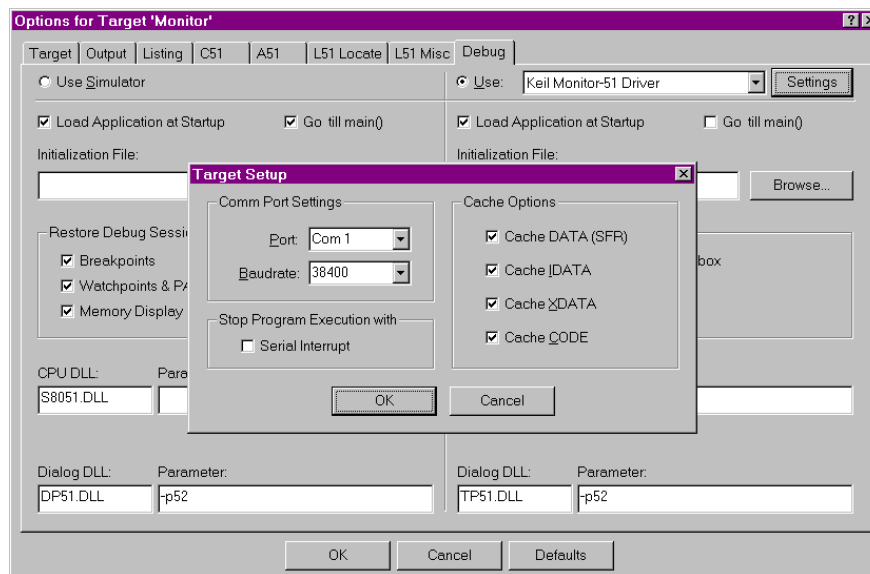 Options for Target 'Monitor'
Target Output Listing C51 A51 L51 Locate L51 Misc Debug
Use Simulator
Use: Keil Monitor-51 Driver Settings
Load Application at Startup Go till main()
Load Application at Startup Go till main()
Initialization File:
Initialization File:
Browse...
Target Setup
Comm Port Settings
Port: Com 1
Baudrate: 38400
Stop Program Execution with
Serial Interrupt
Cache Options
Cache DATA (SFR)
Cache IDATA
Cache XDATA
Cache CODE
OK Cancel
Restore Debug Sessi
Breakpoints
Watchpoints & PA
Memory Display
box
CPU DLL: Para
S8051.DLL
Dialog DLL: Parameter:
DP51.DLL -p52
Dialog DLL: Parameter:
TP51.DLL -p52
OK Cancel Defaults